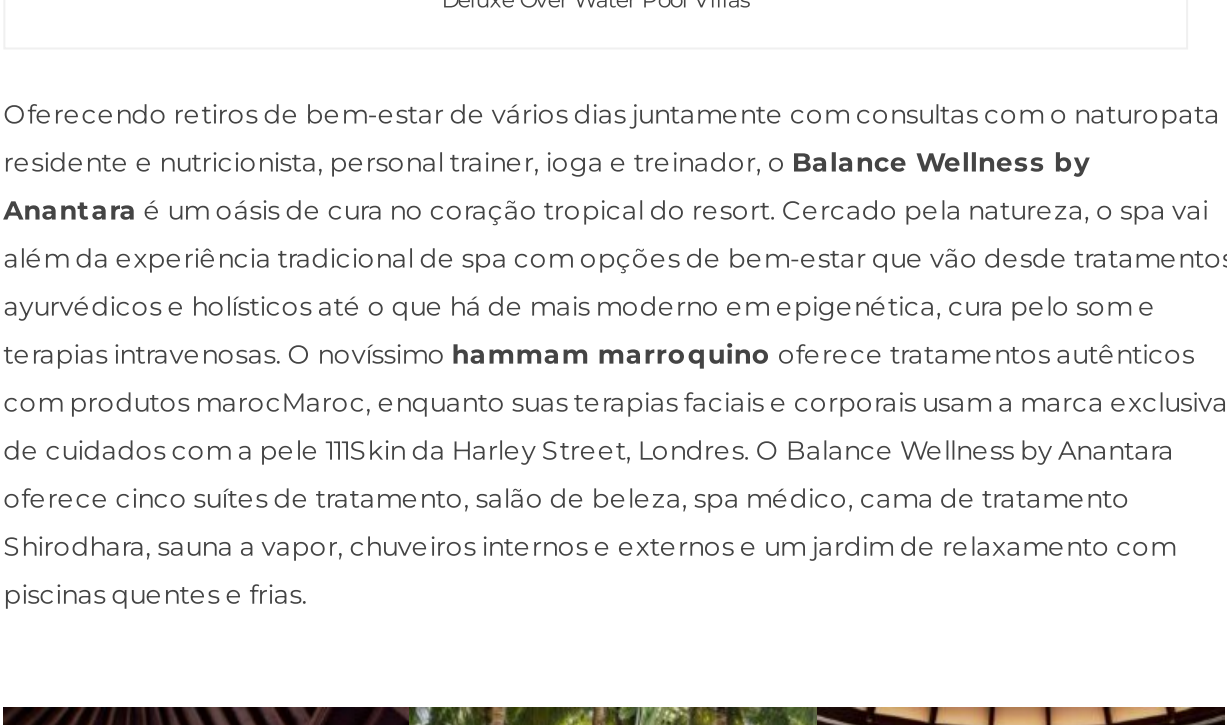 Deluxe Over Water Pool Villas
Oferecendo retiros de bem-estar de vários dias juntamente com consultas com o naturopata
residente e nutricionista, personal trainer, ioga e treinador, o Balance Wellness by
Anantara é um oásis de cura no coração tropical do resort. Cercado pela natureza, o spa vai
além da experiência tradicional de spa com opções de bem-estar que vão desde tratamentos
ayurvédicos e holísticos até o que há de mais moderno em epigenética, cura pelo som e
terapias intravenosas. O novíssimo hammam marroquino oferece tratamentos autênticos
com produtos marocMaroc, enquanto suas terapias faciais e corporais usam a marca exclusiva
de cuidados com a pele 111Skin da Harley Street, Londres. O Balance Wellness by Anantara
oferece cinco suítes de tratamento, salão de beleza, spa médico, cama de tratamento
Shirodhara, sauna a vapor, chuveiros internos e externos e um jardim de relaxamento com
piscinas quentes e frias.